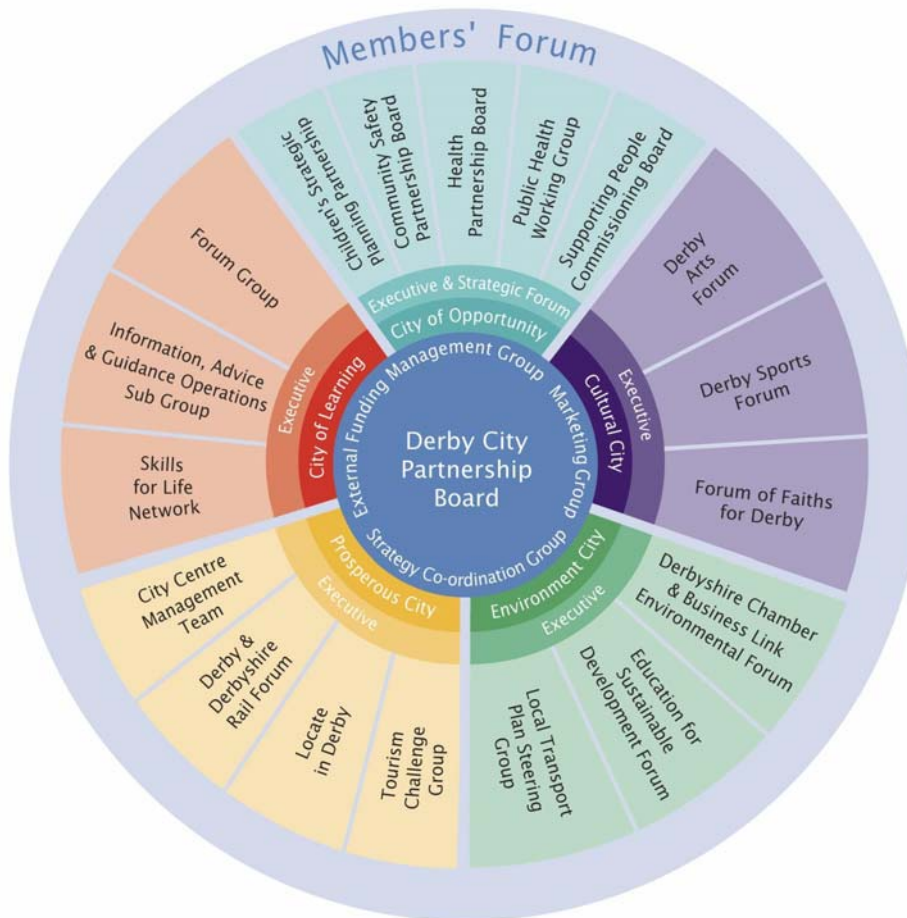 Members' Forum
Children's Strategic
Planning Partnership
Community Safety
Partnership Board
Health
Partnership Board
Public Health
Working Group
Supporting People
Commissioning Board
Executive & Strategic Forum
City of Opportunity
Derby
Arts
Forum
Derby Sports
Forum
Forum of Faiths
for Derby
Executive
Cultural City
Derbyshire Chamber
& Business Link
Environmental Forum
Education for
Sustainable
Development Forum
Local Transport
Plan Steering
Group
Executive
Environment City
Tourism
Challenge
Group
Locate
in Derby
Derby &
Derbyshire
Rail Forum
City Centre
Management
Team
Executive
Prosperous City
Skills
for Life
Network
Information, Advice
& Guidance Operations
Sub Group
Forum Group
Executive
City of Learning
External Funding Management Group
Marketing Group
Strategy Co-ordination Group
Derby City
Partnership
Board